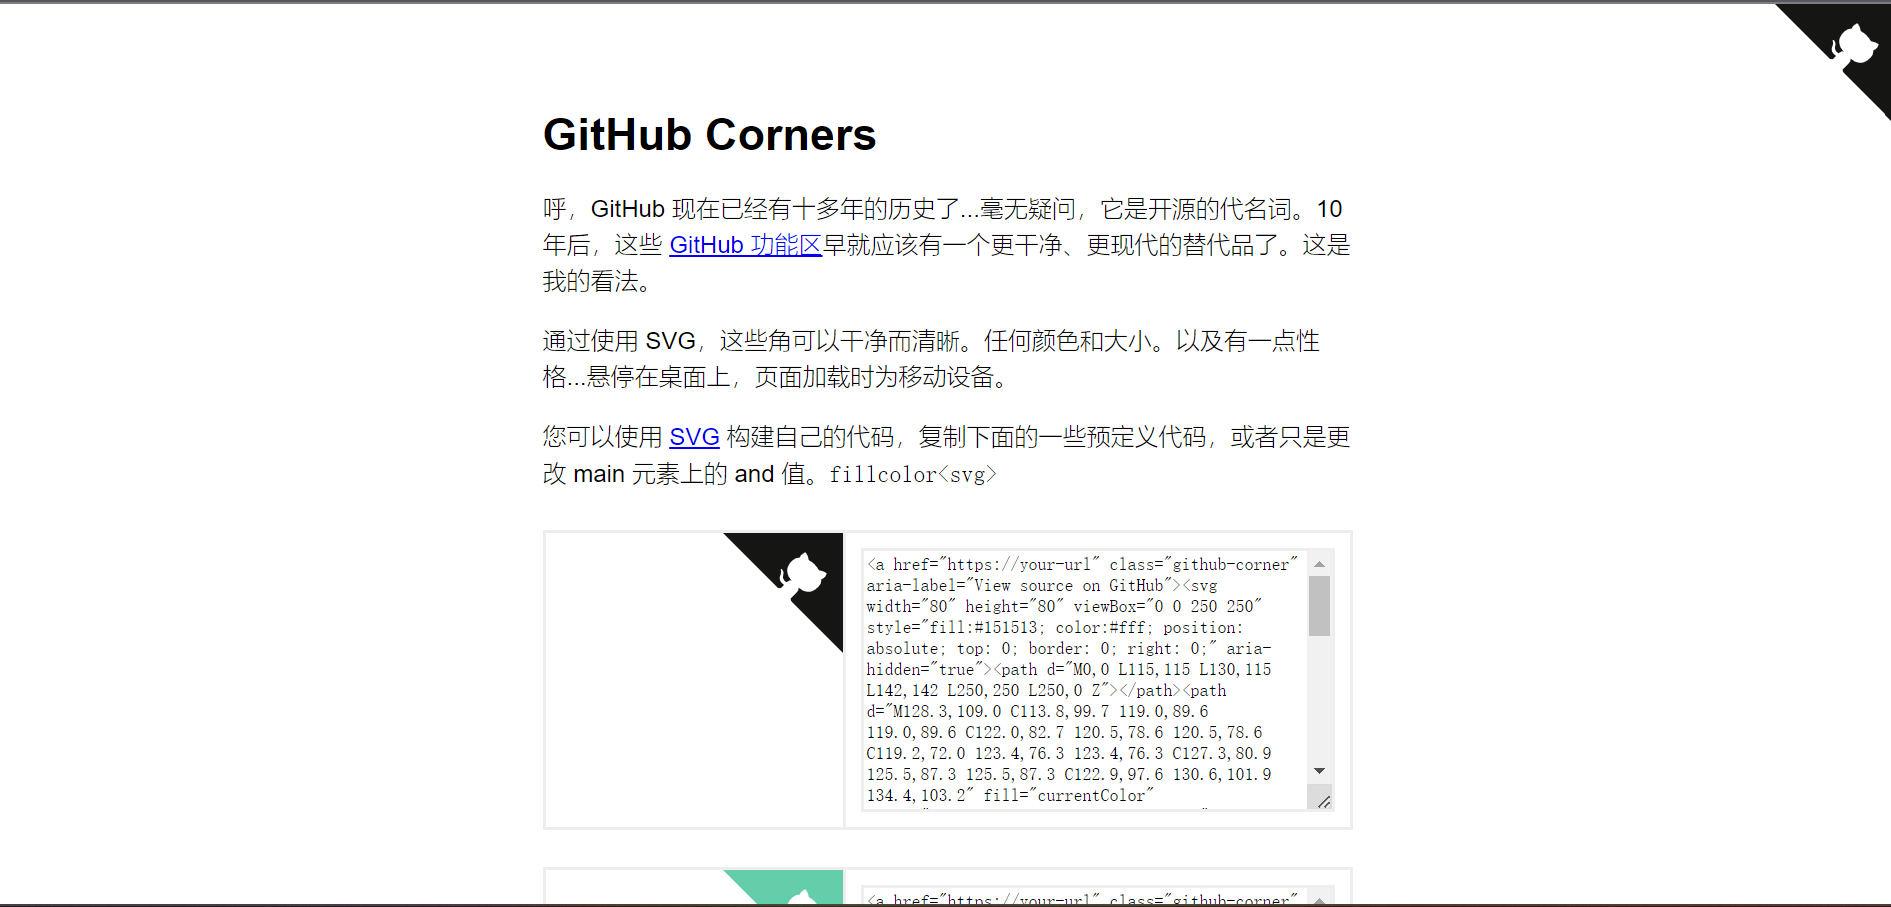 GitHub Corners
呼，GitHub 现在已经有十多年的历史了...毫无疑问，它是开源的代名词。10
年后，这些 GitHub 功能区早就应该有一个更干净、更现代的替代品了。这是
我的看法。
通过使用 SVG，这些角可以干净而清晰。任何颜色和大小。以及有一点性
格...悬停在桌面上，页面加载时为移动设备。
您可以使用 SVG 构建自己的代码，复制下面的一些预定义代码，或者只是更
改 main 元素上的 and 值。fillcolor<svg>
<a href="https://your-url" class="github-corner"
aria-label="View source on GitHub"><svg
width="80" height="80" viewBox="0 0 250 250"
style="fill:#151513; color:#fff; position:
absolute; top: 0; border: 0; right: 0;" aria-
hidden="true"><path d="M0,0 L115,115 L130,115
L142,142 L250,250 L250,0 Z"></path><path
d="M128.3,109.0 C113.8,99.7 119.0,89.6
119.0,89.6 C122.0,82.7 120.5,78.6 120.5,78.6
C119.2,72.0 123.4,76.3 123.4,76.3 C127.3,80.9
125.5,87.3 125.5,87.3 C122.9,97.6 130.6,101.9
134.4,103.2" fill="currentColor"
<a href="https://your-url" class="github-corner"